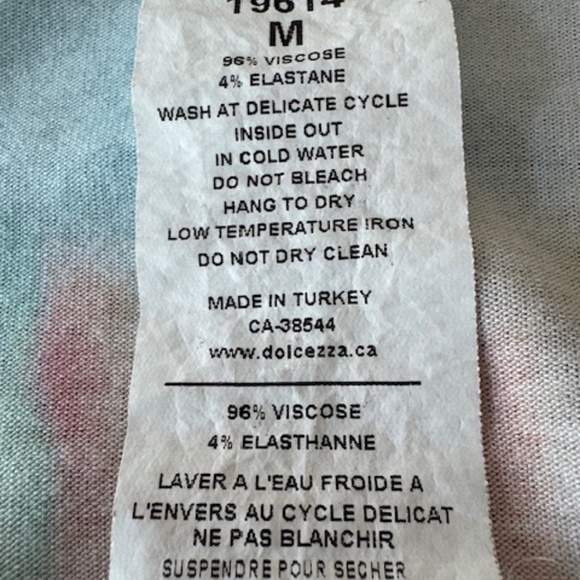 19614
M
96% VISCOSE
4% ELASTANE
WASH AT DELICATE CYCLE
INSIDE OUT
IN COLD WATER
DO NOT BLEACH
HANG TO DRY
LOW TEMPERATURE IRON
DO NOT DRY CLEAN
MADE IN TURKEY
CA-38544
www.dolcezza.ca
96% VISCOSE
4% ELASTHANNE
LAVER A L'EAU FROIDE A
L'ENVERS AU CYCLE DELICAT
NE PAS BLANCHIR
SUSPENDRE POUR SECHER